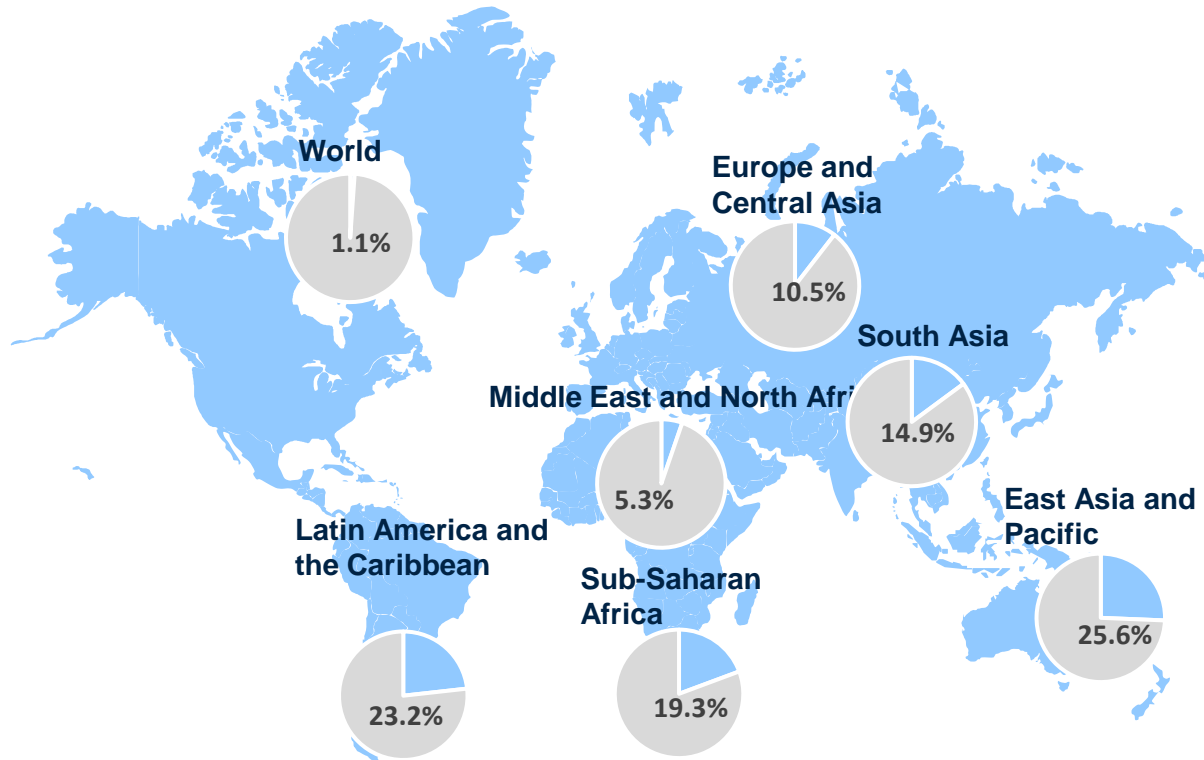 World
1.1%
Europe and
Central Asia
10.5%
South Asia
14.9%
Middle East and North Afri
5.3%
East Asia and
Pacific
25.6%
Latin America and
the Caribbean
23.2%
Sub-Saharan
Africa
19.3%